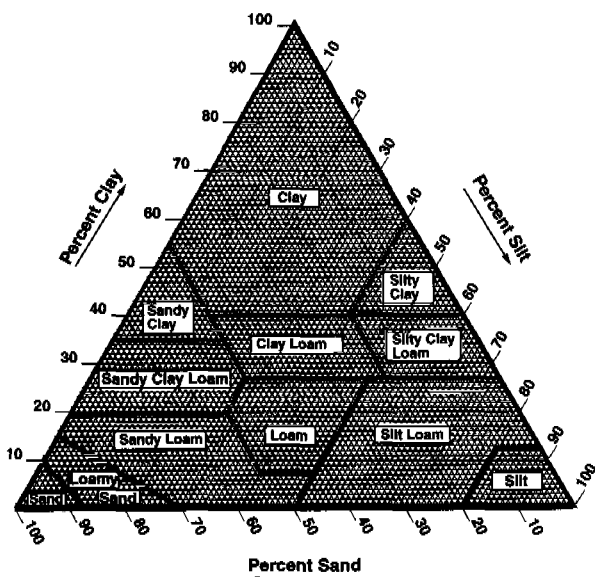 100
10
90
20
80
30
70
Clay
40
60
Percent Clay
Percent Silt
50
50
Silty
Clay
60
40
Sandy
Clay
Clay Loam
Silty Clay
Loam
70
30
Sandy Clay Loam
80
20
Sandy Loam
Loam
Silt Loam
90
10
Loamy
Sand
Sand
Silt
100
100
90
80
70
60
50
40
30
20
10
Percent Sand